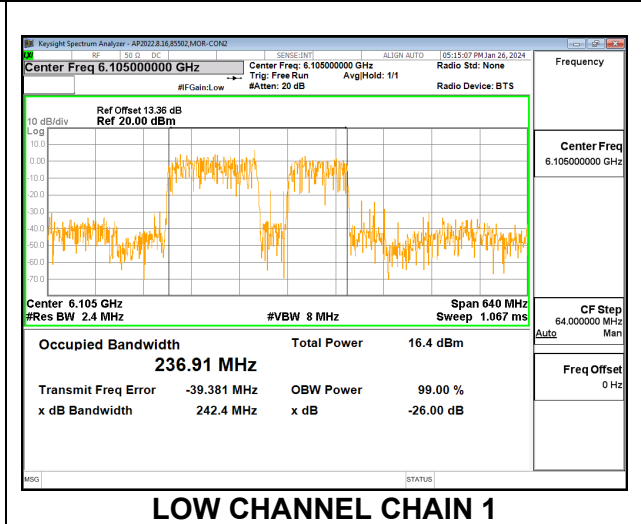 Keysight Spectrum Analyzer - AP2022.8.16,85502,MOR-CON2
RF 50 Ω DC SENSE:INT ALIGN AUTO 05:15:07 PM Jan 26, 2024
Center Freq 6.105000000 GHz
Center Freq: 6.105000000 GHz Radio Std: None
Trig: Free Run Avg|Hold: 1/1
#IFGain:Low #Atten: 20 dB Radio Device: BTS
Ref Offset 13.36 dB
10 dB/div Ref 20.00 dBm
Log
10.0
0.00
-10.0
-20.0
-30.0
-40.0
-50.0
-60.0
-70.0
Center 6.105 GHz Span 640 MHz
#Res BW 2.4 MHz #VBW 8 MHz Sweep 1.067 ms
Occupied Bandwidth Total Power 16.4 dBm
236.91 MHz
Transmit Freq Error -39.381 MHz OBW Power 99.00 %
x dB Bandwidth 242.4 MHz x dB -26.00 dB
MSG STATUS
Frequency
Center Freq
6.105000000 GHz
CF Step
64.000000 MHz
Auto Man
Freq Offset
0 Hz
LOW CHANNEL CHAIN 1